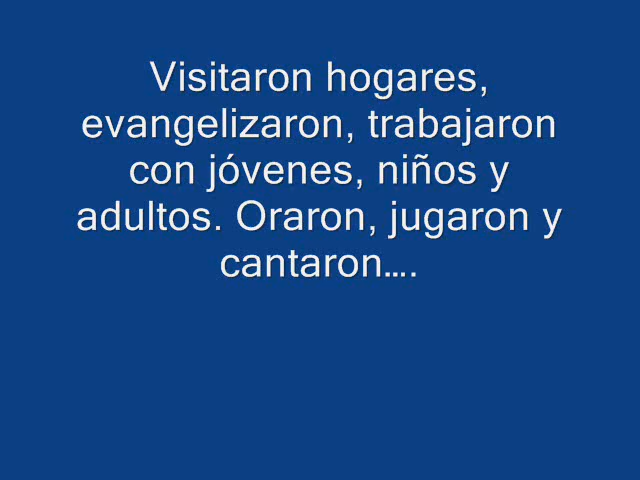 Visitaron hogares,
evangelizaron, trabajaron
con jóvenes, niños y
adultos. Oraron, jugaron y
cantaron….